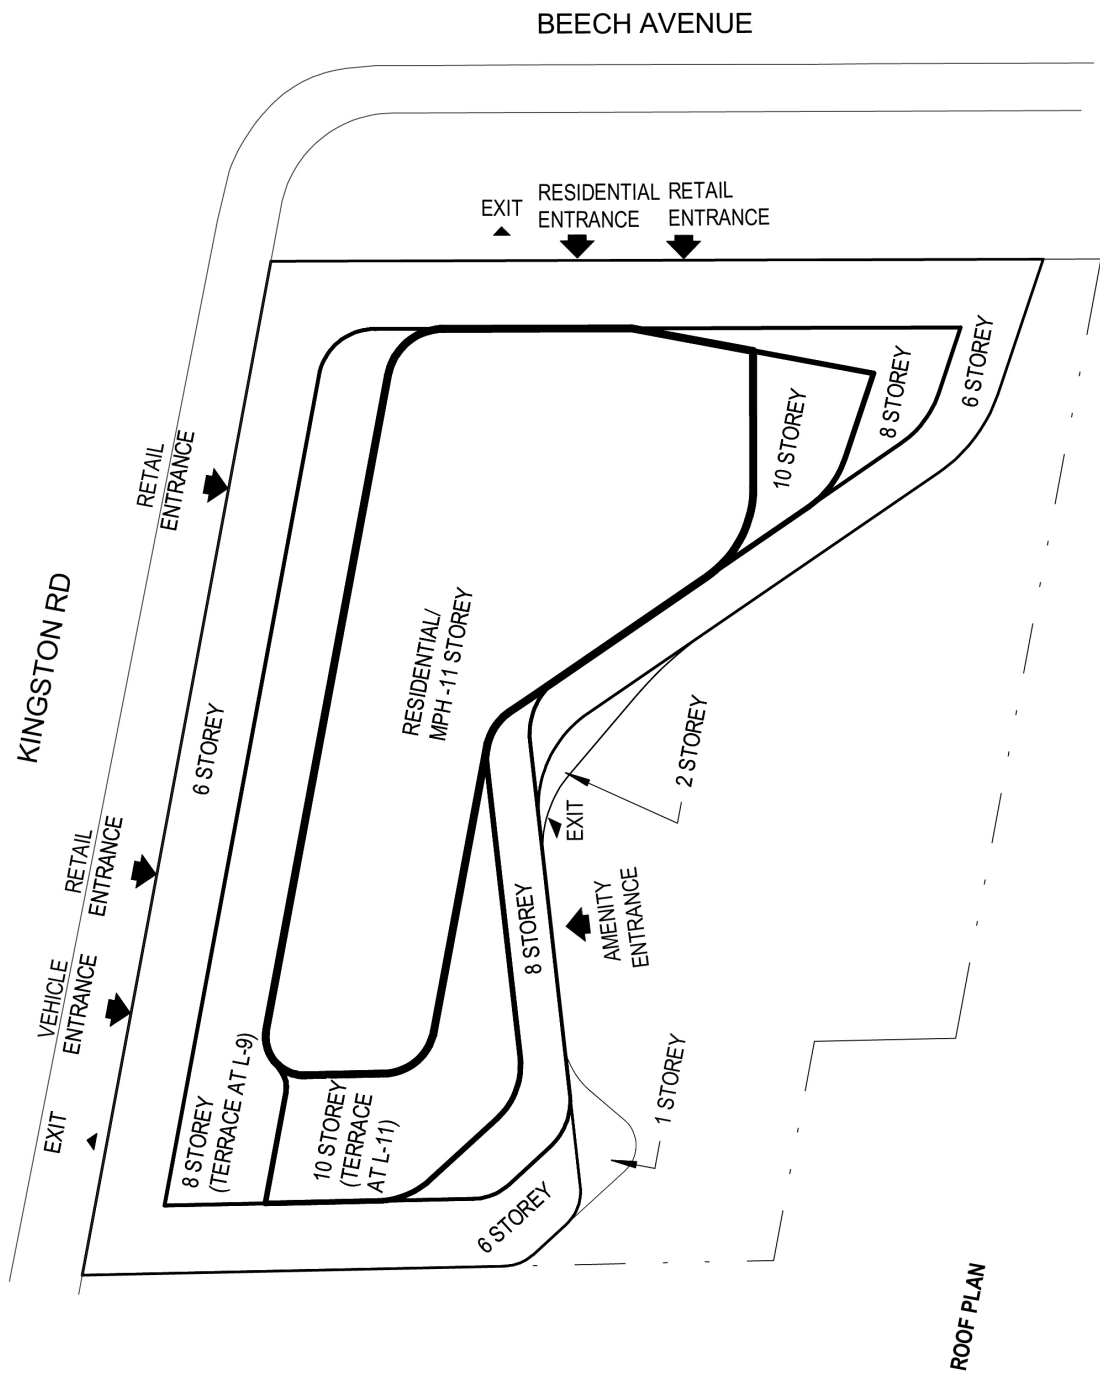 BEECH AVENUE
EXIT
RESIDENTIAL
ENTRANCE
RETAIL
ENTRANCE
6 STOREY
8 STOREY
10 STOREY
RETAIL
ENTRANCE
KINGSTON RD
RESIDENTIAL/
MPH -11 STOREY
6 STOREY
2 STOREY
EXIT
RETAIL
ENTRANCE
8 STOREY
AMENITY
ENTRANCE
VEHICLE
ENTRANCE
EXIT
8 STOREY
(TERRACE AT L-9)
10 STOREY
(TERRACE
AT L-11)
1 STOREY
6 STOREY
ROOF PLAN